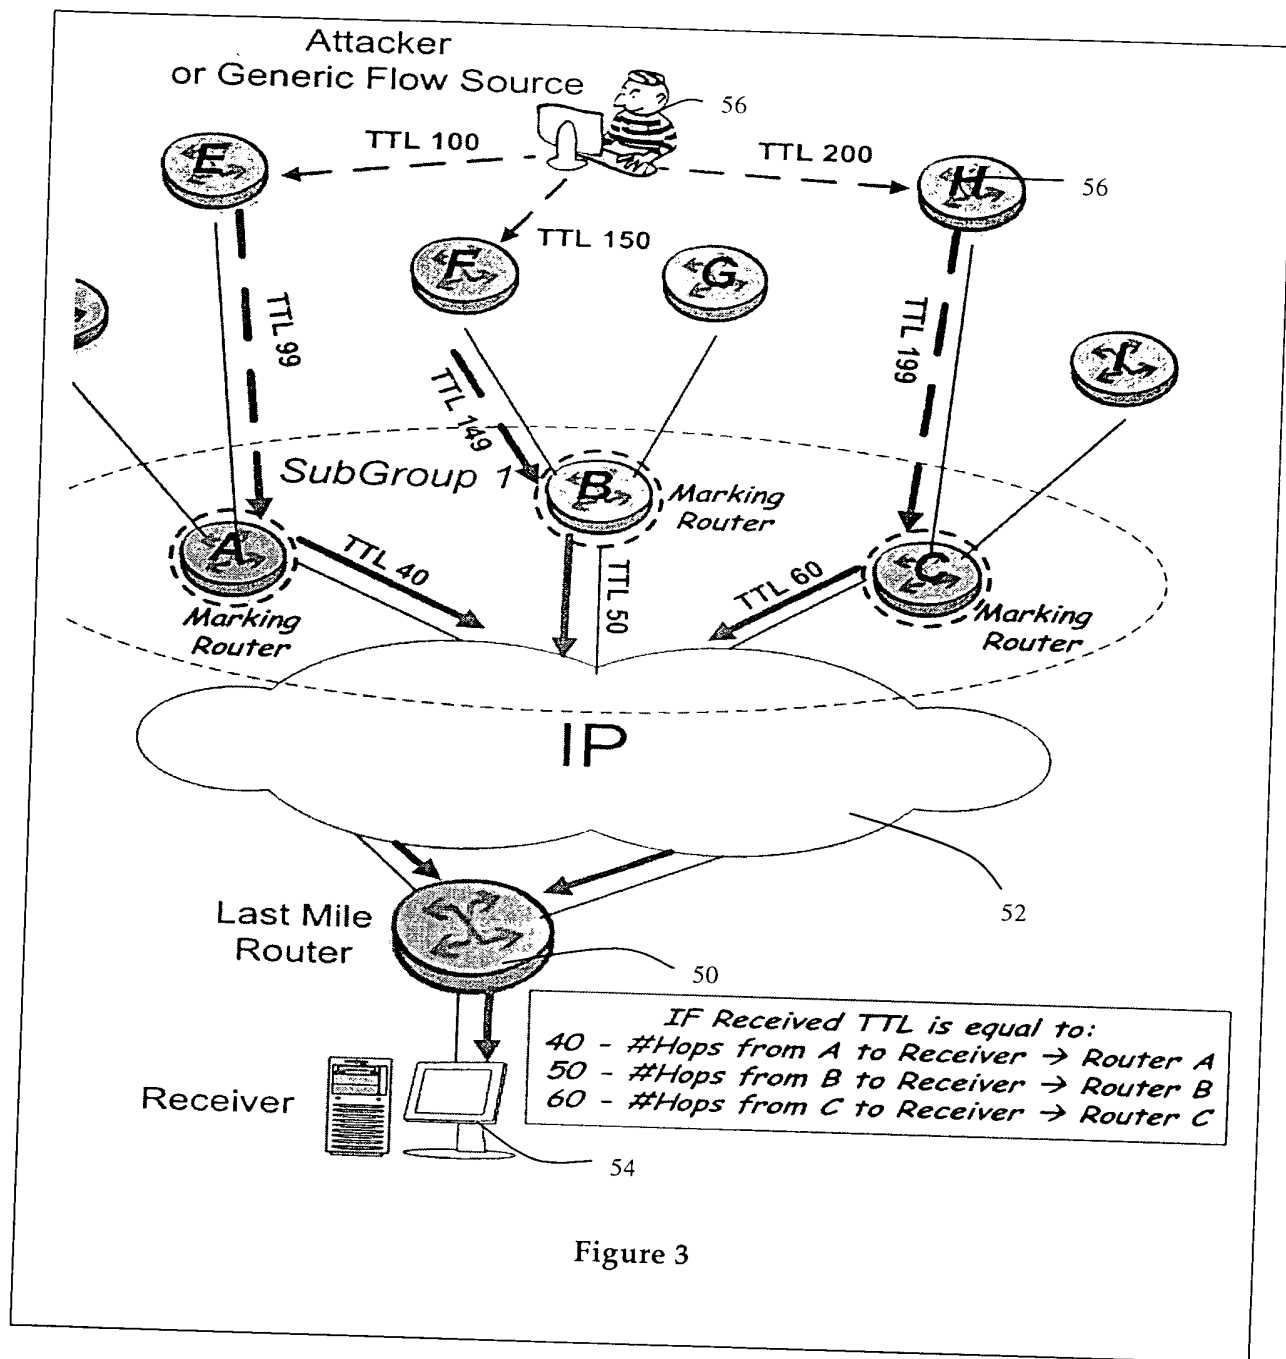 Attacker
or Generic Flow Source
56
TTL 100
TTL 200
E
H
56
TTL 150
F
G
TTL 99
TTL 199
I
TTL 149
SubGroup 1
B
Marking
Router
A
TTL 40
TTL 50
TTL 60
C
Marking
Router
Marking
Router
IP
52
Last Mile
Router
50
IF Received TTL is equal to:
40 - #Hops from A to Receiver → Router A
50 - #Hops from B to Receiver → Router B
60 - #Hops from C to Receiver → Router C
Receiver
54
Figure 3